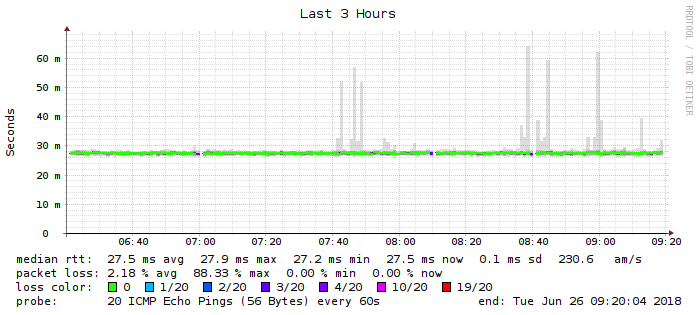 Last 3 Hours
RRDTOOL / TOBI OETIKER
Seconds
60 m
50 m
40 m
30 m
20 m
10 m
0
06:40 07:00 07:20 07:40 08:00 08:20 08:40 09:00 09:20
median rtt: 27.5 ms avg 27.9 ms max 27.2 ms min 27.5 ms now 0.1 ms sd 230.6 am/s
packet loss: 2.18 % avg 88.33 % max 0.00 % min 0.00 % now
loss color: 0 1/20 2/20 3/20 4/20 10/20 19/20
probe: 20 ICMP Echo Pings (56 Bytes) every 60s end: Tue Jun 26 09:20:04 2018